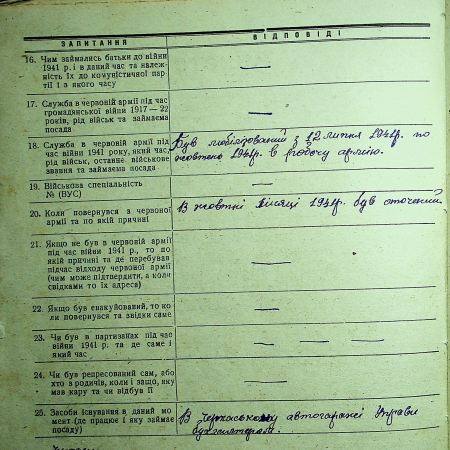 ЗАПИТАННЯ ВІДПОВІДІ
16. Чим займались батьки до війни
1941 р. і в даний час та належ-
ність їх до комуністичної пар-
тії і з якого часу —
17. Служба в червоній армії під час
громадянської війни 1917 — 22
років, рід військ та займаєма
посада —
18. Служба в червоній армії під
час війни 1941 року, який час,
рід військ, останнє військове
звання та займаєма посада
Був мобілізований з 12 липня 1941р. по
жовтень 1941р. в робочу армію.
19. Військова спеціальність
№ (ВУС) —
20. Коли повернувся з червоної
армії та по якій причині
В жовтні місяці 1941р. був оточений
21. Якщо не був в червоній армії
під час війни 1941 р., то по
якій причині та де перебував
підчас відходу червоної армії
(чим може підтвердити, а коли
свідками то їх адреса) —
22. Якщо був евакуйований, то ко-
ли повернувся та звідки саме —
23. Чи був в партизанах під час
війни 1941 р. та де саме і
який час — — —
24. Чи був репресований сам, або
хто з родичів, коли і защо, яку
мав кару та чи відбув її —
25. Засоби існування в даний мо-
мент (де працює і яку займає
посаду)
В черкаському автогаражі Управи
бухгалтером.